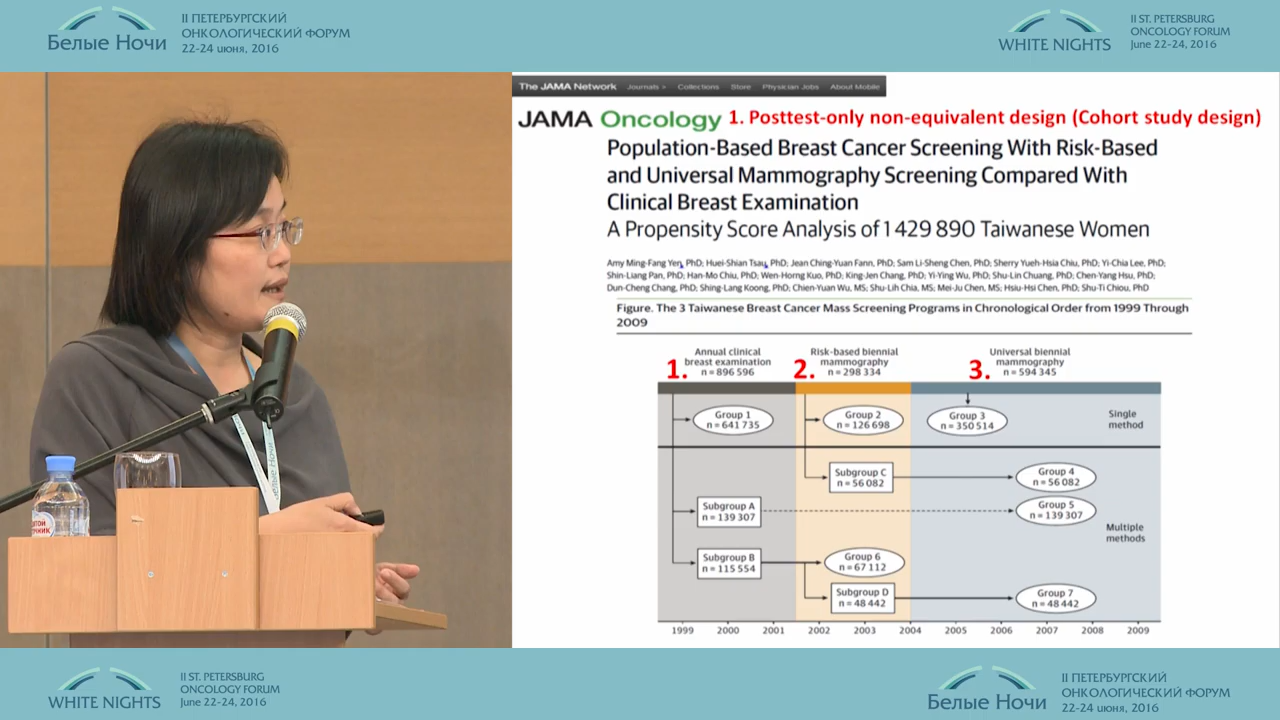 II ПЕТЕРБУРГСКИЙ
ОНКОЛОГИЧЕСКИЙ ФОРУМ
22-24 июня, 2016
Белые Ночи
WHITE NIGHTS
II ST. PETERSBURG
ONCOLOGY FORUM
June 22-24, 2016
The JAMA Network Journals > Collections Store Physician Jobs About Mobile
JAMA Oncology
1. Posttest-only non-equivalent design (Cohort study design)
Population-Based Breast Cancer Screening With Risk-Based
and Universal Mammography Screening Compared With
Clinical Breast Examination
A Propensity Score Analysis of 1 429 890 Taiwanese Women
Amy Ming-Fang Yen, PhD; Huei-Shian Tsau, PhD; Jean Ching-Yuan Fann, PhD; Sam Li-Sheng Chen, PhD; Sherry Yueh-Hsia Chiu, PhD; Yi-Chia Lee, PhD;
Shin-Liang Pan, PhD; Han-Mo Chiu, PhD; Wen-Horng Kuo, PhD; King-Jen Chang, PhD; Yi-Ying Wu, PhD; Shu-Lin Chuang, PhD; Chen-Yang Hsu, PhD;
Dun-Cheng Chang, PhD; Shing-Lang Koong, PhD; Chien-Yuan Wu, MS; Shu-Lih Chia, MS; Mei-Ju Chen, MS; Hsiu-Hsi Chen, PhD; Shu-Ti Chiou, PhD
Figure. The 3 Taiwanese Breast Cancer Mass Screening Programs in Chronological Order from 1999 Through
2009
1.
Annual clinical
breast examination
n = 896 596
2.
Risk-based biennial
mammography
n = 298 334
3.
Universal biennial
mammography
n = 594 345
Group 1
n = 641 735
Group 2
n = 126 698
Group 3
n = 350 514
Single
method
Subgroup C
n = 56 082
Group 4
n = 56 082
Subgroup A
n = 139 307
Group 5
n = 139 307
Multiple
methods
Subgroup B
n = 115 554
Group 6
n = 67 112
Subgroup D
n = 48 442
Group 7
n = 48 442
1999 2000 2001 2002 2003 2004 2005 2006 2007 2008 2009
WHITE NIGHTS
II ST. PETERSBURG
ONCOLOGY FORUM
June 22-24, 2016
Белые Ночи
II ПЕТЕРБУРГСКИЙ
ОНКОЛОГИЧЕСКИЙ ФОРУМ
22-24 июня, 2016